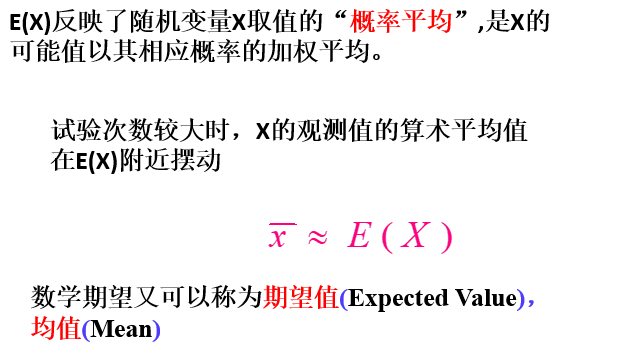 E(X)反映了随机变量X取值的“概率平均”,是X的
可能值以其相应概率的加权平均。
试验次数较大时，X的观测值的算术平均值
在E(X)附近摆动
x̅ ≈ E ( X )
数学期望又可以称为期望值(Expected Value)，
均值(Mean)